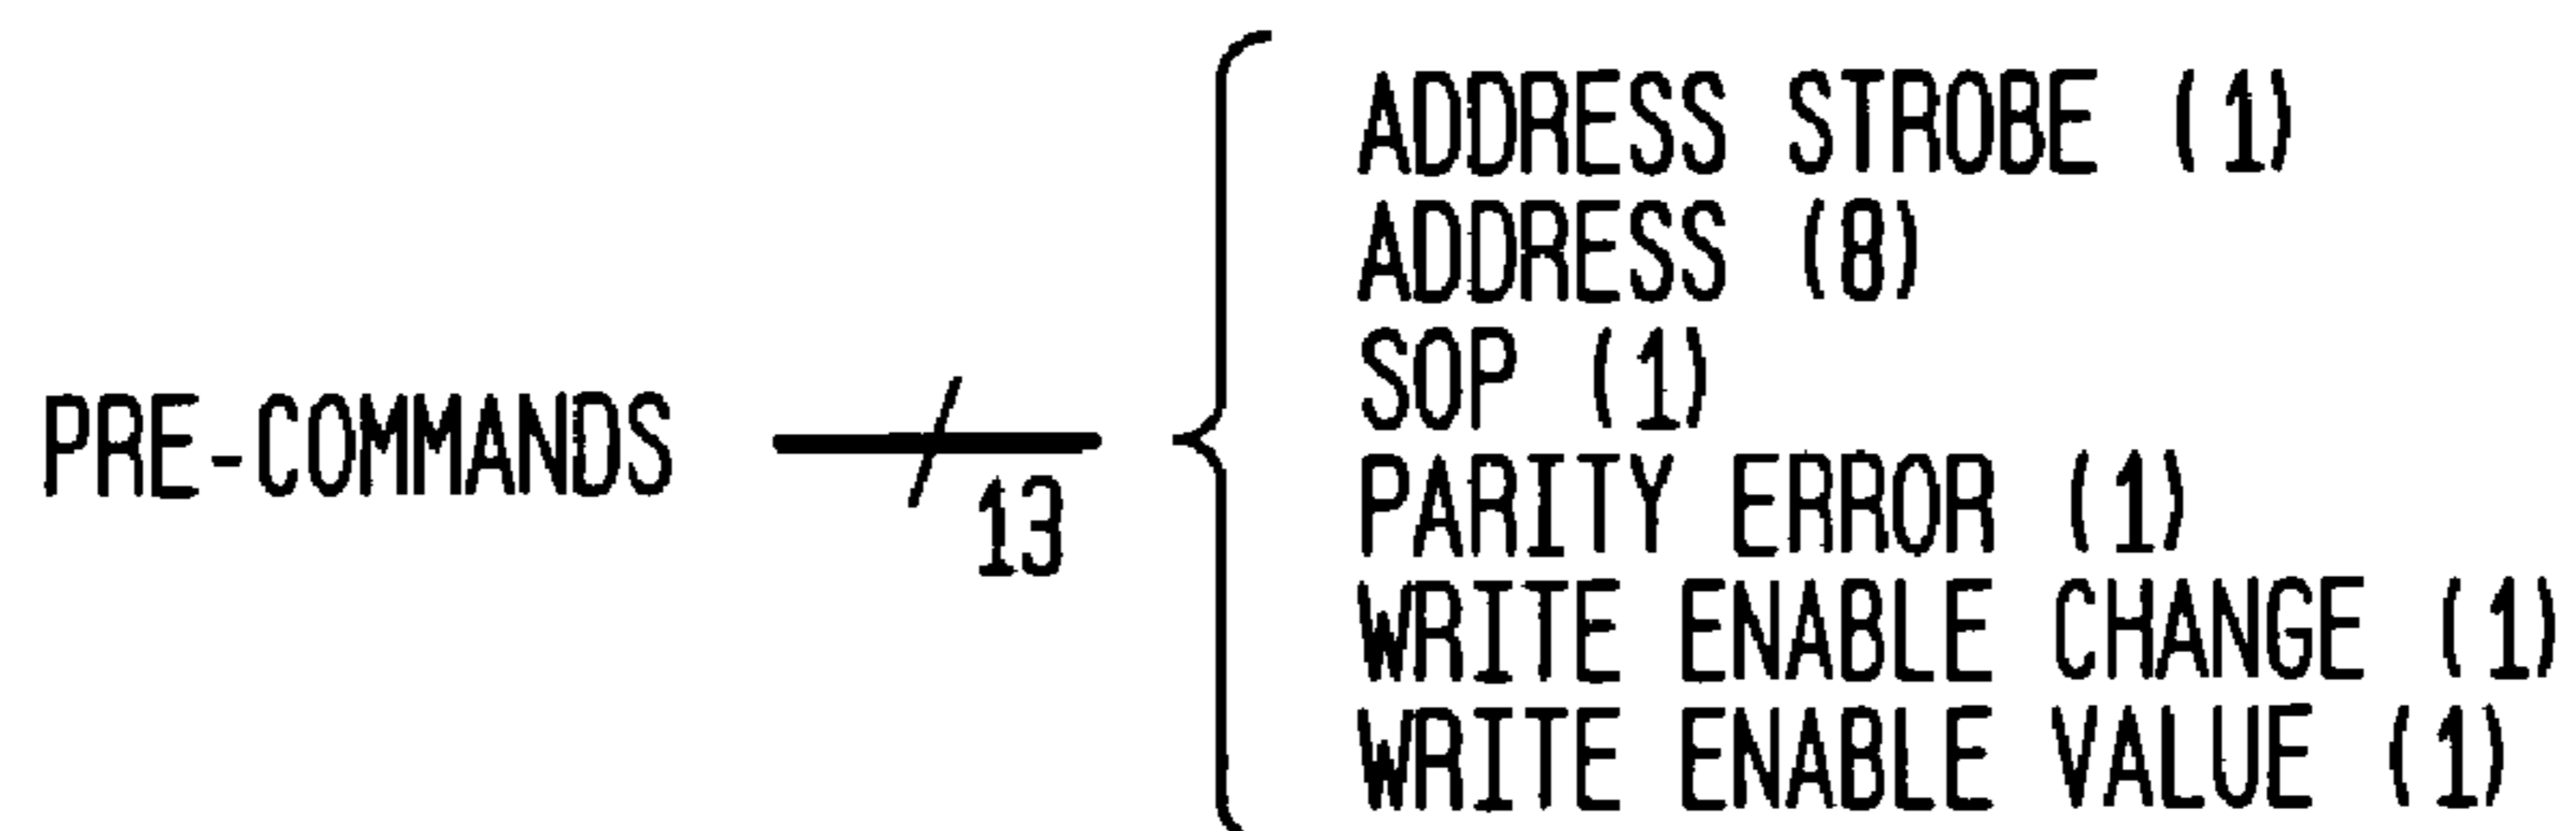 ADDRESS STROBE (1)
ADDRESS (8)
SOP (1)
PRE-COMMANDS
13
PARITY ERROR (1)
WRITE ENABLE CHANGE (1)
WRITE ENABLE VALUE (1)